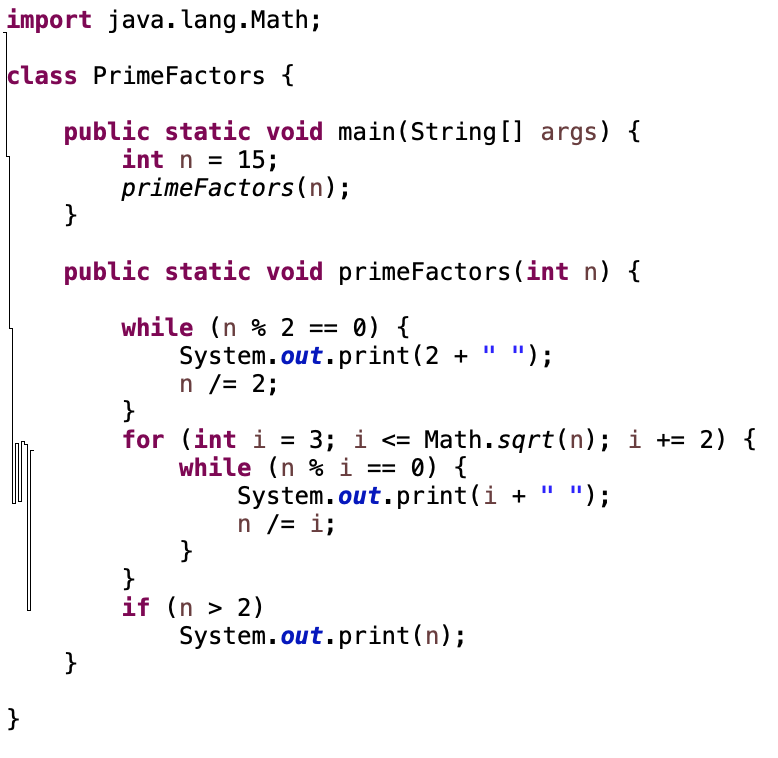 import java.lang.Math;
class PrimeFactors {
public static void main(String[] args) {
int n = 15;
primeFactors(n);
}
public static void primeFactors(int n) {
while (n % 2 == 0) {
System.out.print(2 + " ");
n /= 2;
}
for (int i = 3; i <= Math.sqrt(n); i += 2) {
while (n % i == 0) {
System.out.print(i + " ");
n /= i;
}
}
if (n > 2)
System.out.print(n);
}
}